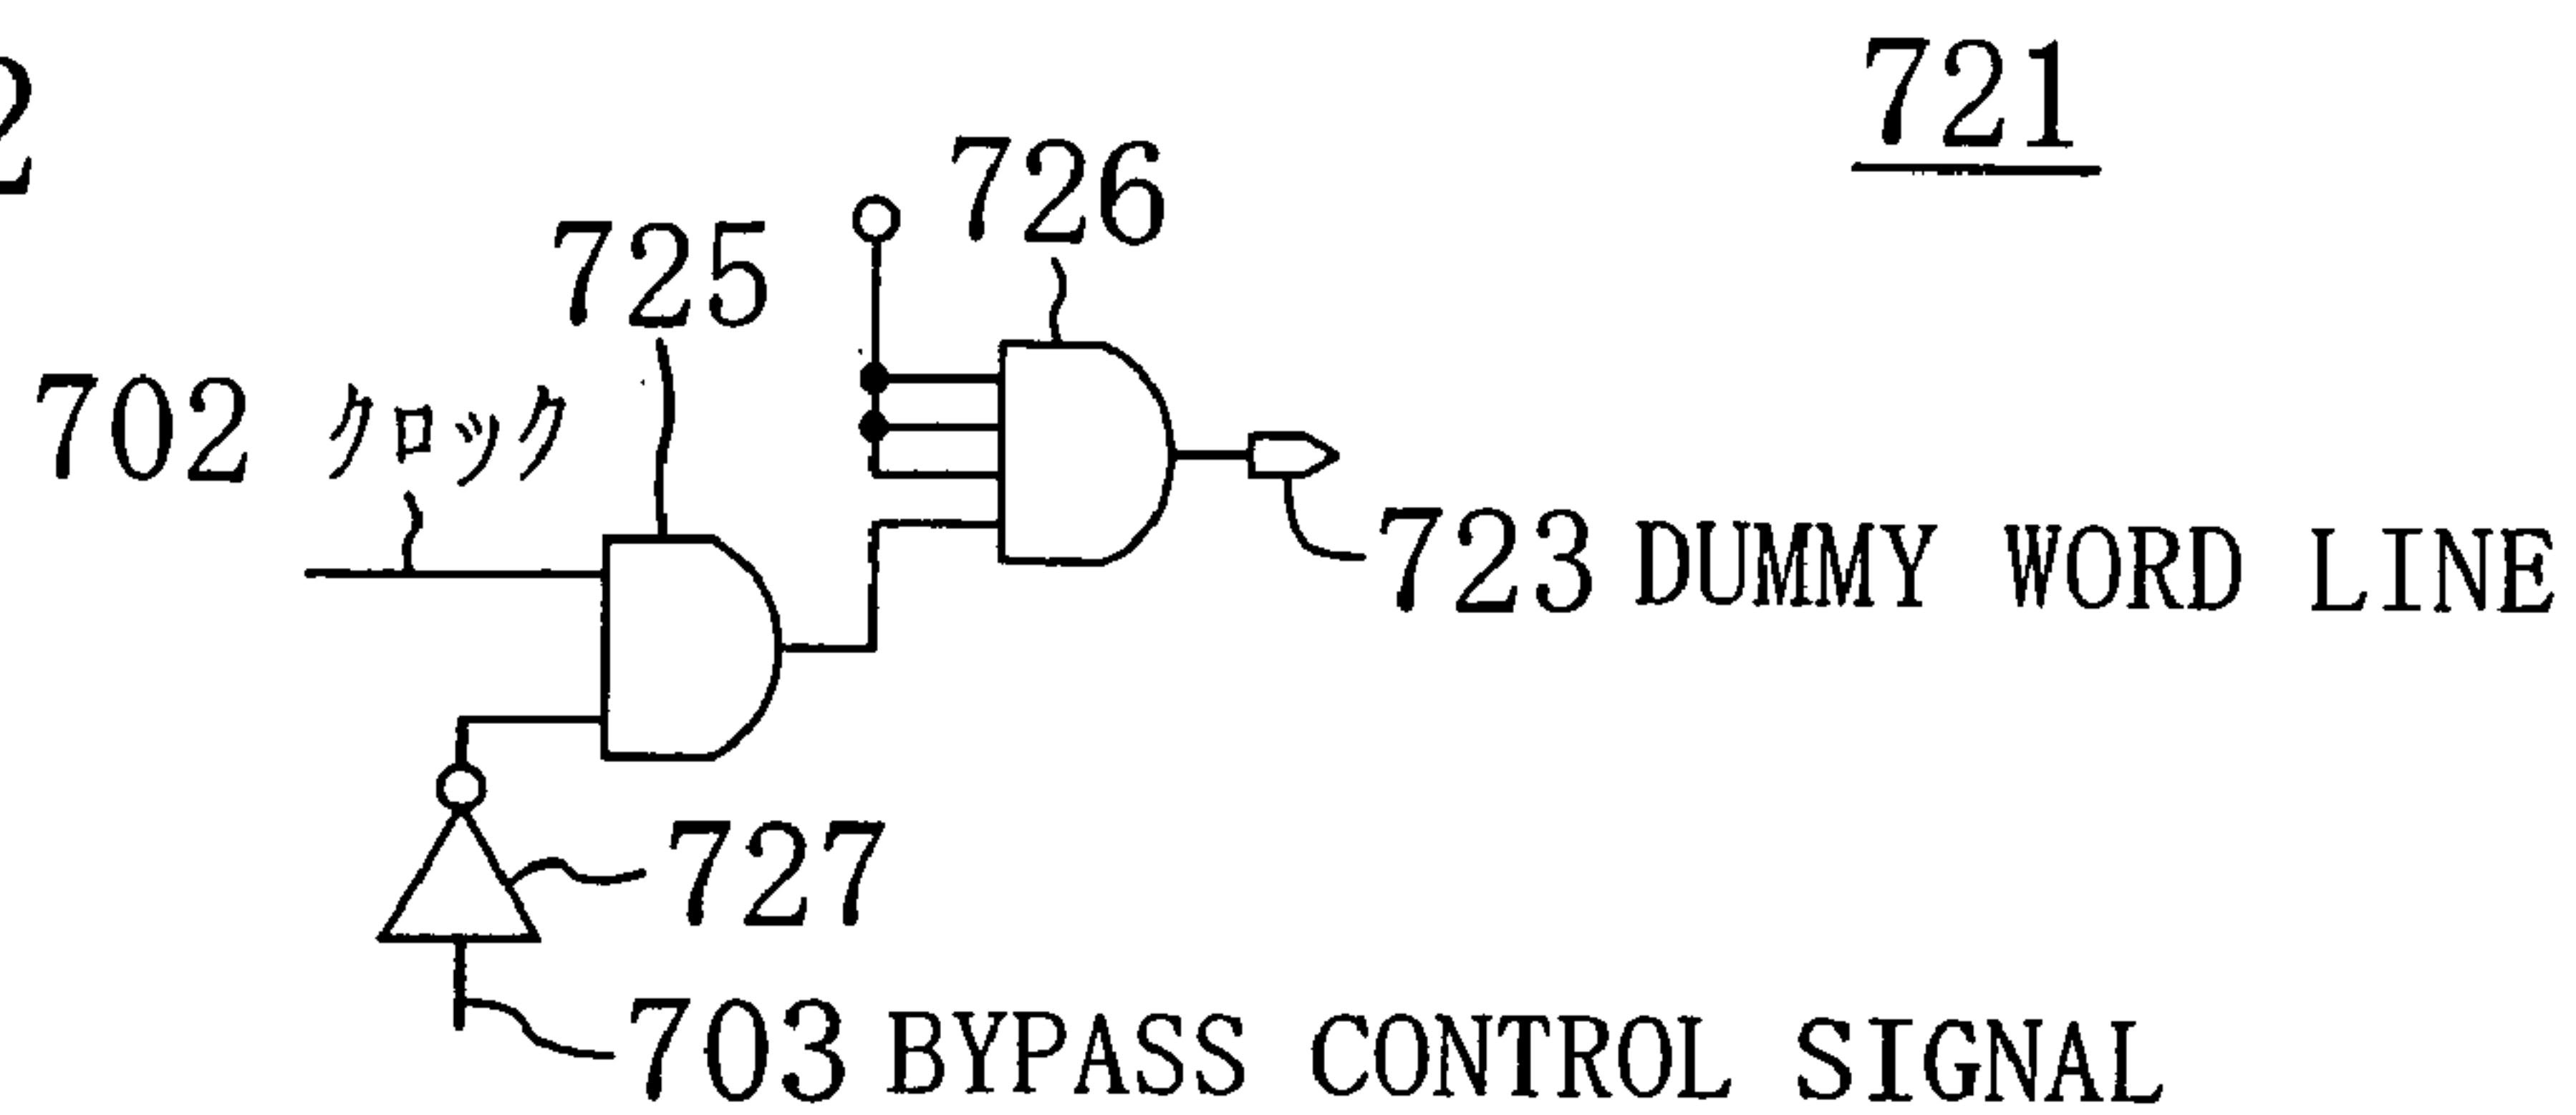 2
721
726
725
702 クロック
723 DUMMY WORD LINE
727
703 BYPASS CONTROL SIGNAL